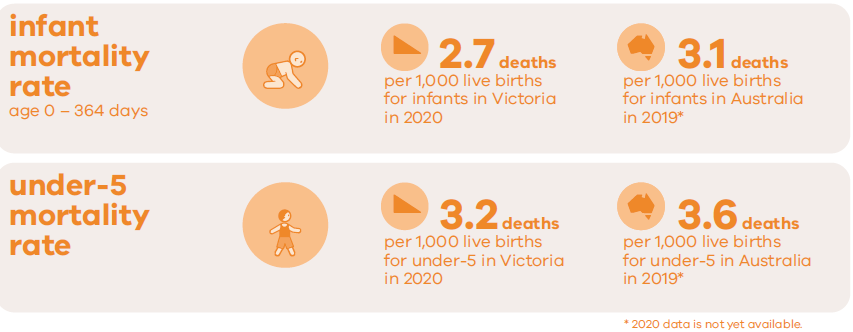 infant
mortality
rate
age 0 – 364 days
2.7 deaths
per 1,000 live births
for infants in Victoria
in 2020
3.1 deaths
per 1,000 live births
for infants in Australia
in 2019*
under-5
mortality
rate
3.2 deaths
per 1,000 live births
for under-5 in Victoria
in 2020
3.6 deaths
per 1,000 live births
for under-5 in Australia
in 2019*
* 2020 data is not yet available.